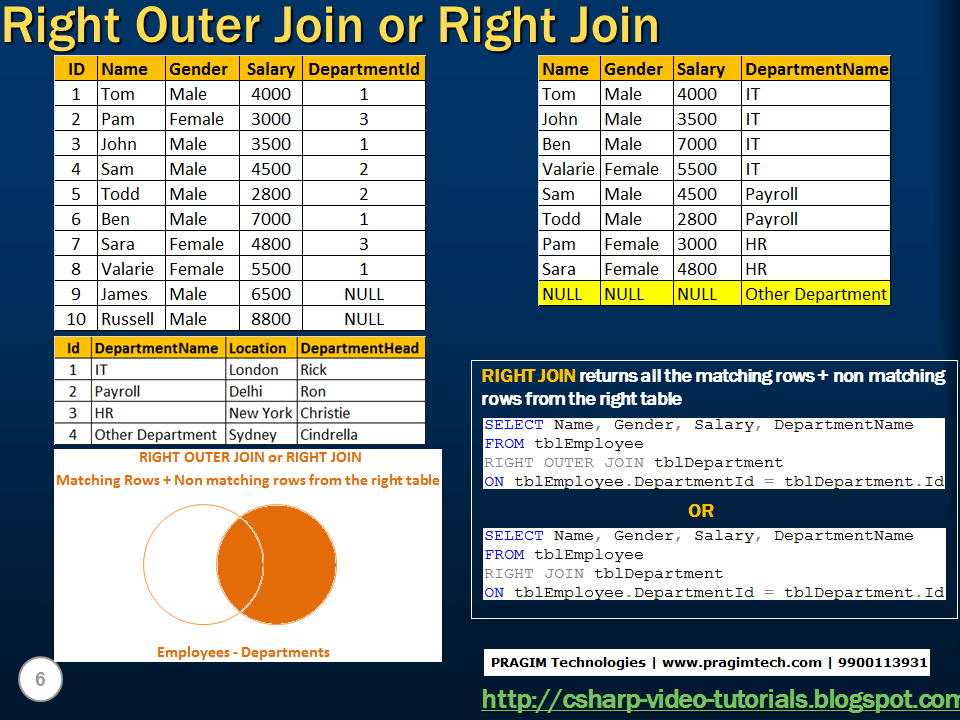 Right Outer Join or Right Join
ID Name Gender Salary DepartmentId
1 Tom Male 4000 1
2 Pam Female 3000 3
3 John Male 3500 1
4 Sam Male 4500 2
5 Todd Male 2800 2
6 Ben Male 7000 1
7 Sara Female 4800 3
8 Valarie Female 5500 1
9 James Male 6500 NULL
10 Russell Male 8800 NULL
Id DepartmentName Location DepartmentHead
1 IT London Rick
2 Payroll Delhi Ron
3 HR New York Christie
4 Other Department Sydney Cindrella
RIGHT OUTER JOIN or RIGHT JOIN
Matching Rows + Non matching rows from the right table
Employees - Departments
6
Name Gender Salary DepartmentName
Tom Male 4000 IT
John Male 3500 IT
Ben Male 7000 IT
Valarie Female 5500 IT
Sam Male 4500 Payroll
Todd Male 2800 Payroll
Pam Female 3000 HR
Sara Female 4800 HR
NULL NULL NULL Other Department
RIGHT JOIN returns all the matching rows + non matching
rows from the right table
SELECT Name, Gender, Salary, DepartmentName
FROM tblEmployee
RIGHT OUTER JOIN tblDepartment
ON tblEmployee.DepartmentId = tblDepartment.Id
OR
SELECT Name, Gender, Salary, DepartmentName
FROM tblEmployee
RIGHT JOIN tblDepartment
ON tblEmployee.DepartmentId = tblDepartment.Id
PRAGIM Technologies | www.pragimtech.com | 9900113931
http://csharp-video-tutorials.blogspot.com